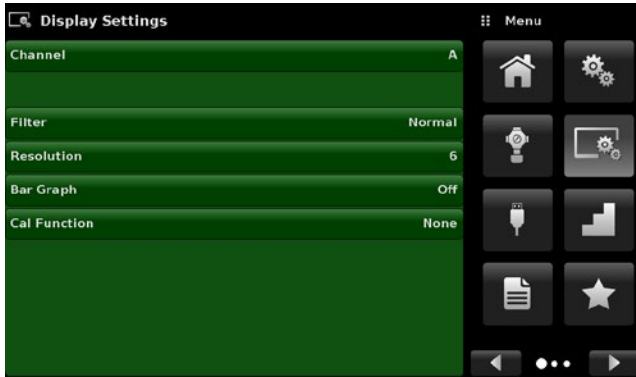 Display Settings
Menu
Channel A
Filter Normal
Resolution 6
Bar Graph Off
Cal Function None